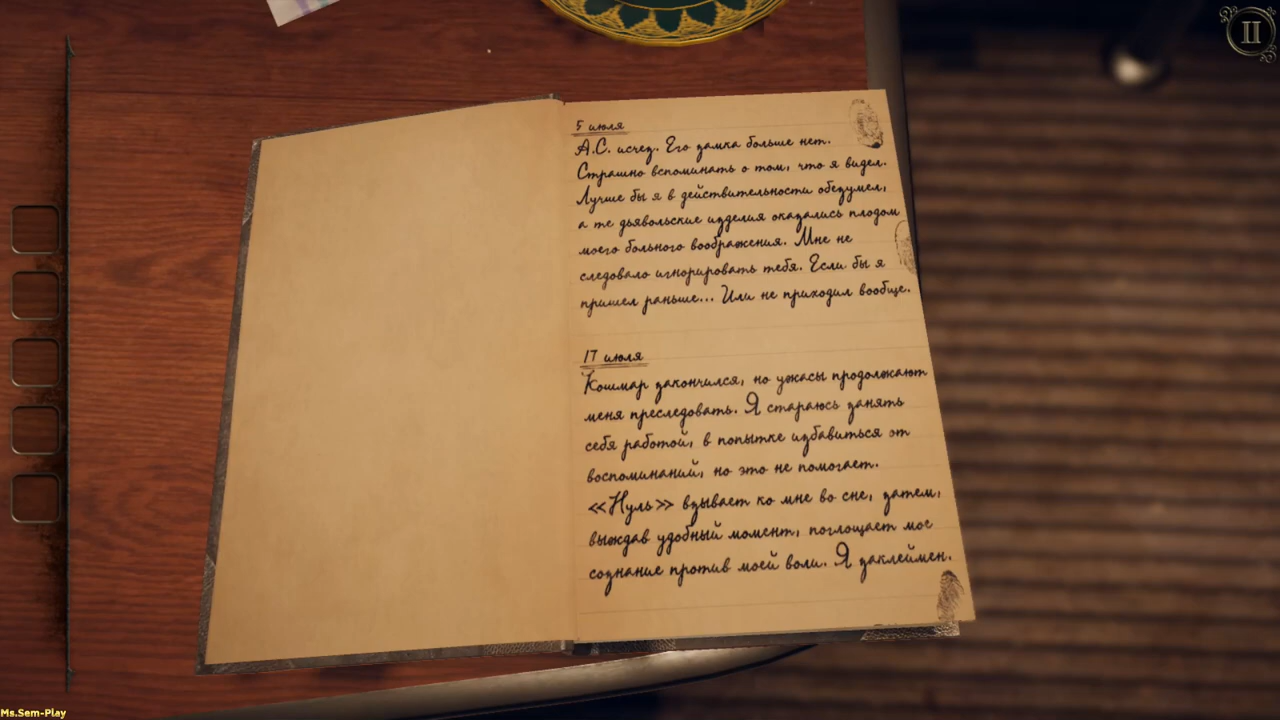 II
5 июля
А.С. исчез. Его замка больше нет.
Страшно вспоминать о том, что я видел.
Лучше бы я в действительности обезумел,
а те дьявольские изделия оказались плодом
моего больного воображения. Мне не
следовало игнорировать тебя. Если бы я
пришел раньше... Или не приходил вообще.
17 июля
Кошмар закончился, но ужасы продолжают
меня преследовать. Я стараюсь занять
себя работой, в попытке избавиться от
воспоминаний, но это не помогает.
<<Нуль>> взывает ко мне во сне, затем,
выждав удобный момент, поглощает мое
сознание против моей воли. Я заклеймен.
Ms.Sem-Play